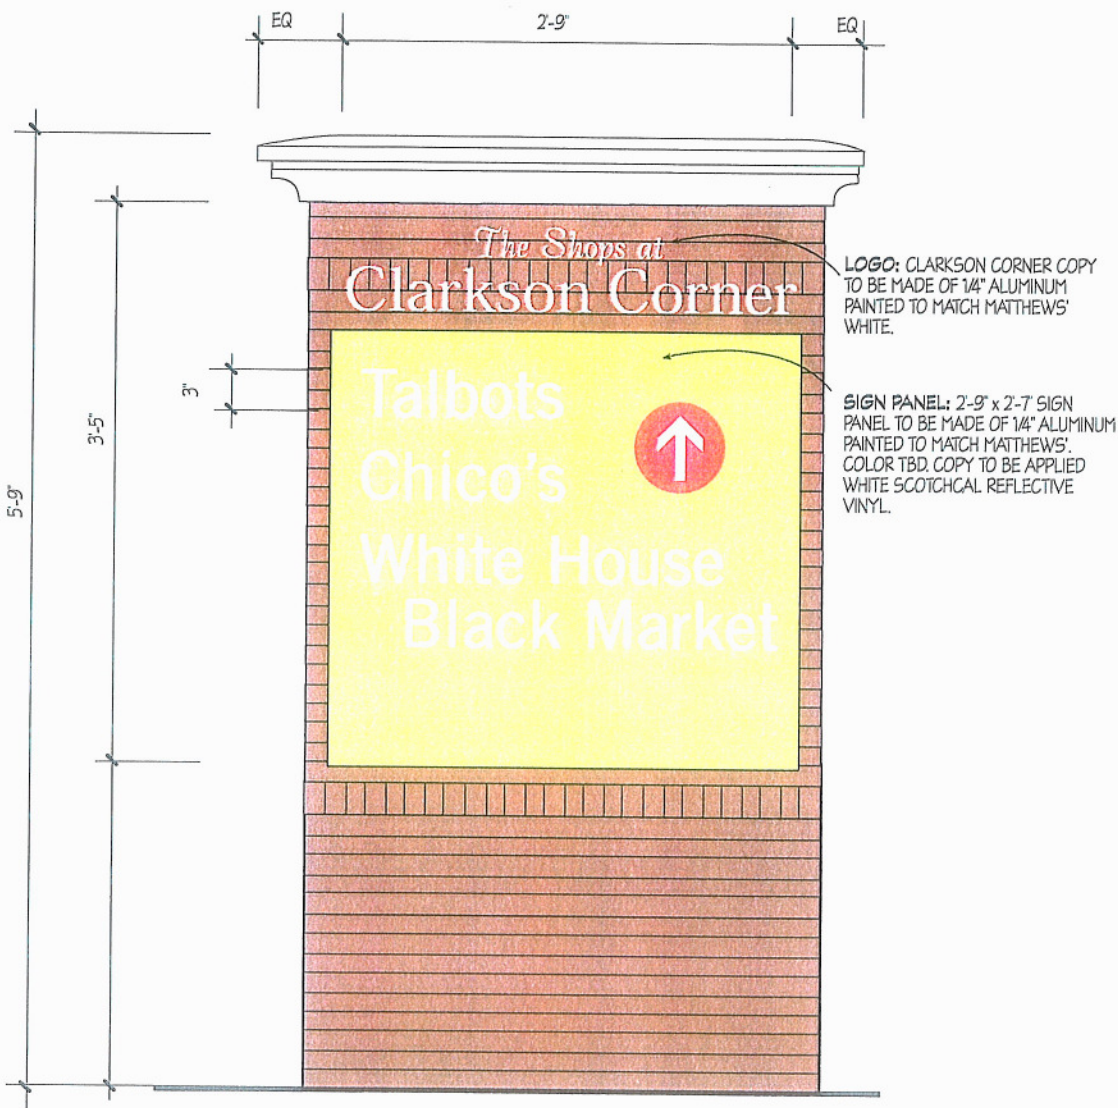 EQ
2'-9"
EQ
The Shops at
Clarkson Corner
LOGO: CLARKSON CORNER COPY
TO BE MADE OF 1/4" ALUMINUM
PAINTED TO MATCH MATTHEWS'
WHITE.
3"
3'-5"
5'-9"
Talbots
Chico's
White House
Black Market
SIGN PANEL: 2'-9" x 2'-7" SIGN
PANEL TO BE MADE OF 1/4" ALUMINUM
PAINTED TO MATCH MATTHEWS'.
COLOR TBD. COPY TO BE APPLIED
WHITE SCOTCHCAL REFLECTIVE
VINYL.